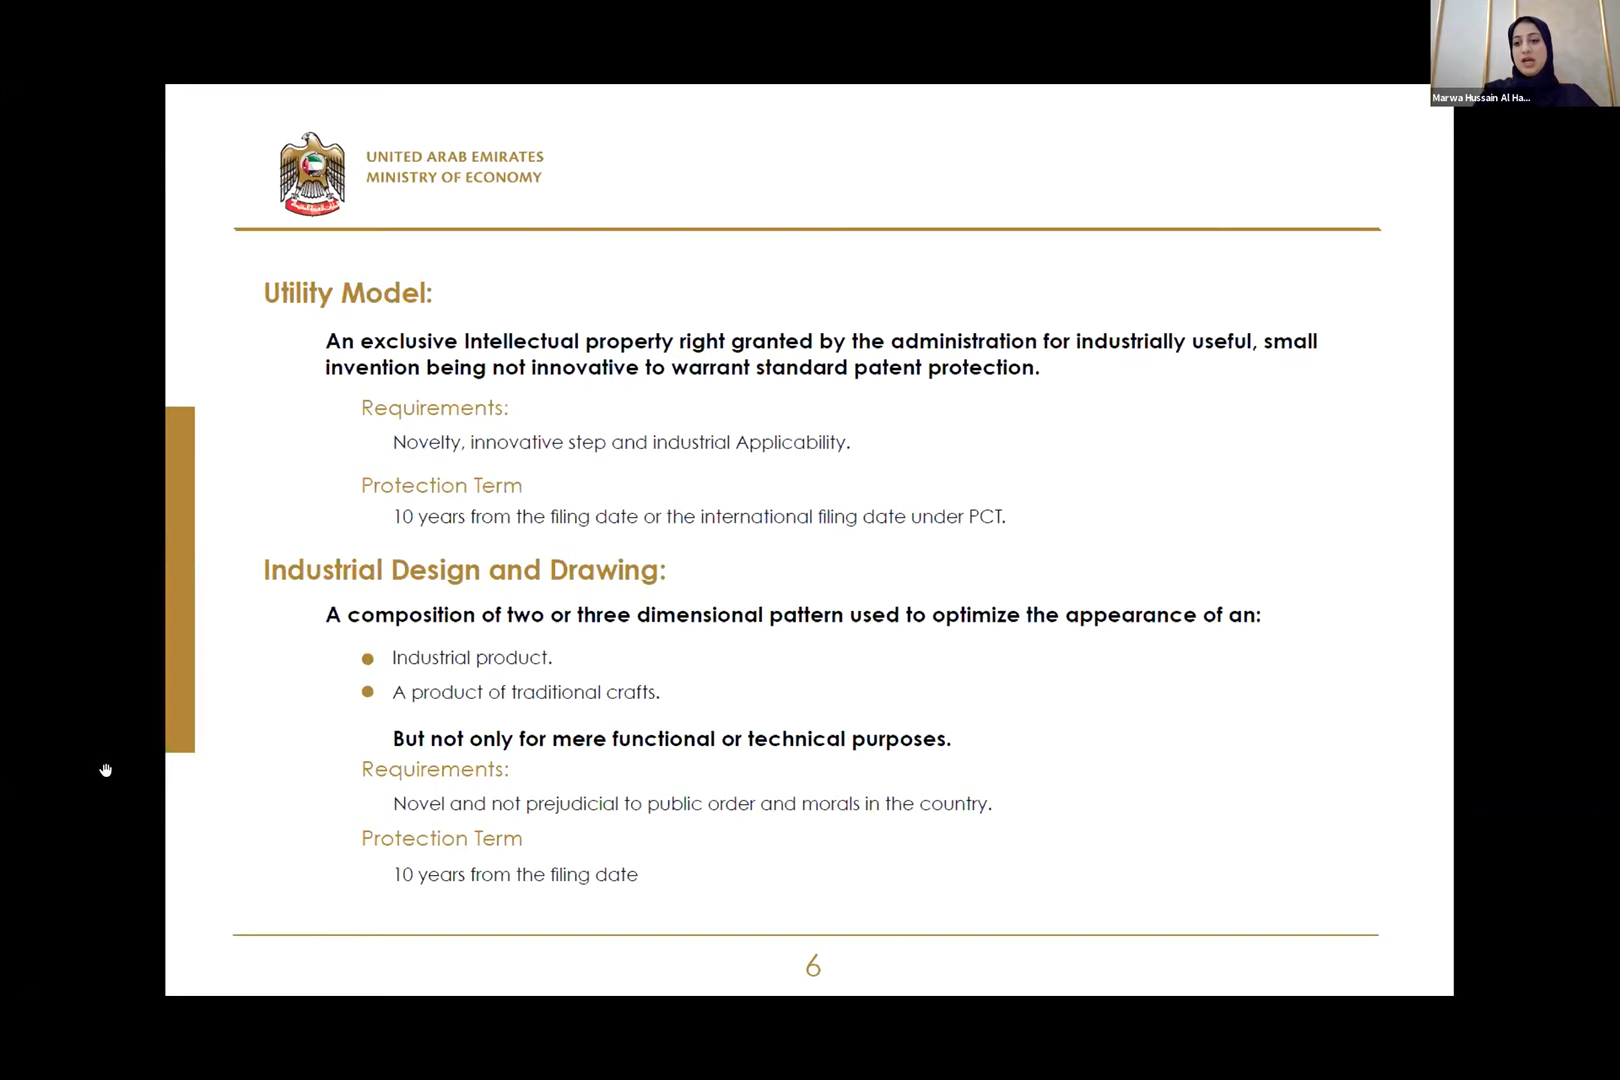 Marwa Hussain Al Ha...
UNITED ARAB EMIRATES
MINISTRY OF ECONOMY
Utility Model:
An exclusive Intellectual property right granted by the administration for industrially useful, small
invention being not innovative to warrant standard patent protection.
Requirements:
Novelty, innovative step and industrial Applicability.
Protection Term
10 years from the filing date or the international filing date under PCT.
Industrial Design and Drawing:
A composition of two or three dimensional pattern used to optimize the appearance of an:
Industrial product.
A product of traditional crafts.
But not only for mere functional or technical purposes.
Requirements:
Novel and not prejudicial to public order and morals in the country.
Protection Term
10 years from the filing date
6